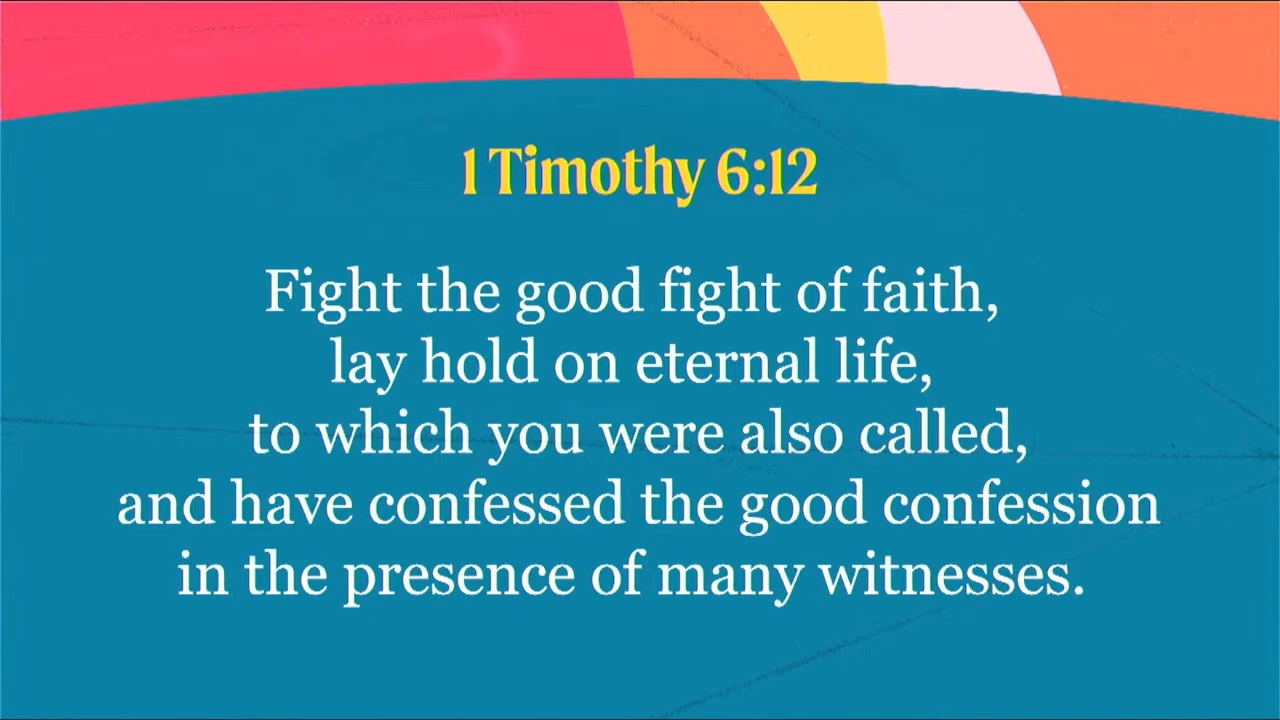 1 Timothy 6:12
Fight the good fight of faith,
lay hold on eternal life,
to which you were also called,
and have confessed the good confession
in the presence of many witnesses.